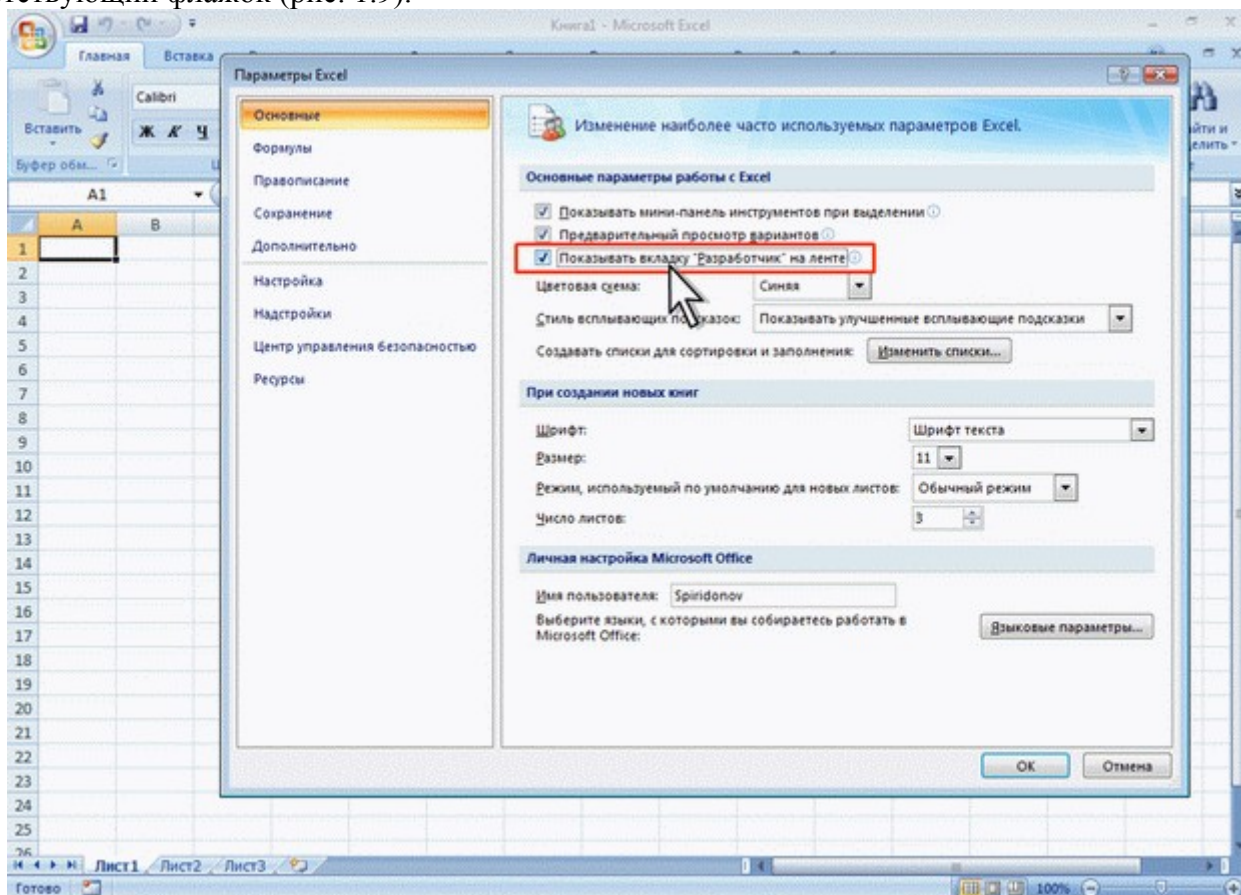 тствующий флажок (рис. 1.9).
Книга1 - Microsoft Excel
Главная Вставка
Параметры Excel
Calibri
Вставить
Ж К Ч
Буфер обм...
A1
A B
1
2
3
4
5
6
7
8
9
10
11
12
13
14
15
16
17
18
19
20
21
22
23
24
25
26
Основные
Формулы
Правописание
Сохранение
Дополнительно
Настройка
Надстройки
Центр управления безопасностью
Ресурсы
Изменение наиболее часто используемых параметров Excel.
Основные параметры работы с Excel
Показывать мини-панель инструментов при выделении
Предварительный просмотр вариантов
Показывать вкладку "Разработчик" на ленте
Цветовая схема: Синяя
Стиль всплывающих подсказок: Показывать улучшенные всплывающие подсказки
Создавать списки для сортировки и заполнения: Изменить списки...
При создании новых книг
Шрифт: Шрифт текста
Размер: 11
Режим, используемый по умолчанию для новых листов: Обычный режим
Число листов: 3
Личная настройка Microsoft Office
Имя пользователя: Spiridonov
Выберите языки, с которыми вы собираетесь работать в
Microsoft Office:
Языковые параметры...
ОК Отмена
Лист1 Лист2 Лист3
Готово
100%